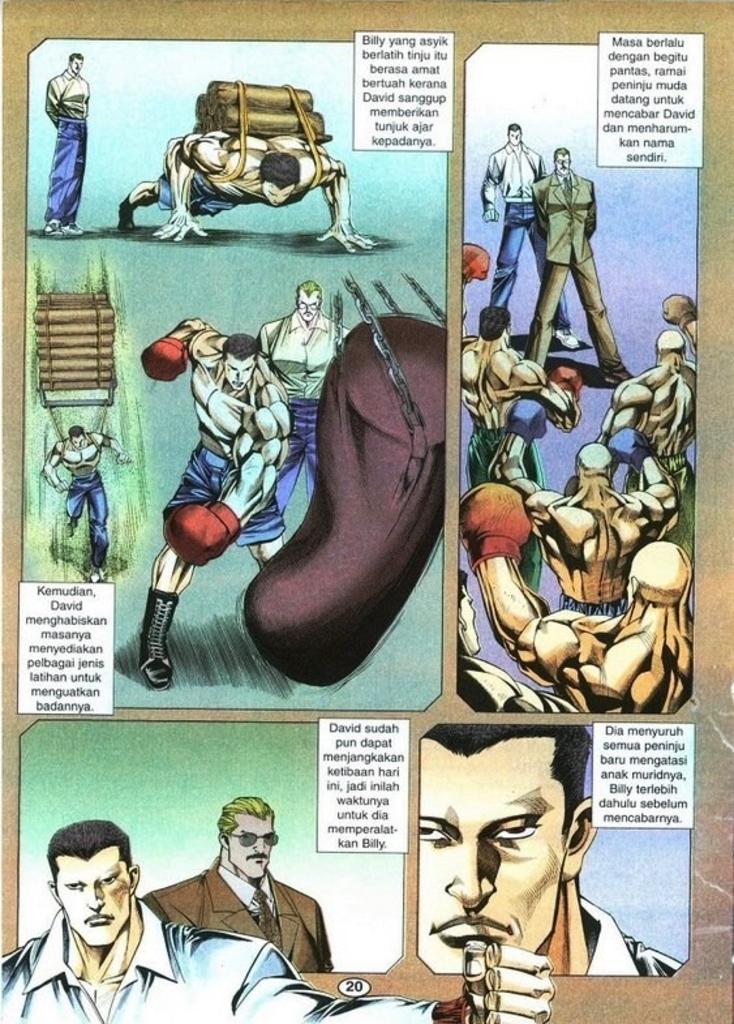 Billy yang asyik
berlatih tinju itu
berasa amat
bertuah kerana
David sanggup
memberikan
tunjuk ajar
kepadanya.
Masa berlalu
dengan begitu
pantas, ramai
peninju muda
datang untuk
mencabar David
dan menharum-
kan nama
sendiri.
Kemudian,
David
menghabiskan
masanya
menyediakan
pelbagai jenis
latihan untuk
menguatkan
badannya.
David sudah
pun dapat
menjangkakan
ketibaan hari
ini, jadi inilah
waktunya
untuk dia
memperalat-
kan Billy.
Dia menyuruh
semua peninju
baru mengatasi
anak muridnya,
Billy terlebih
dahulu sebelum
mencabarnya.
20